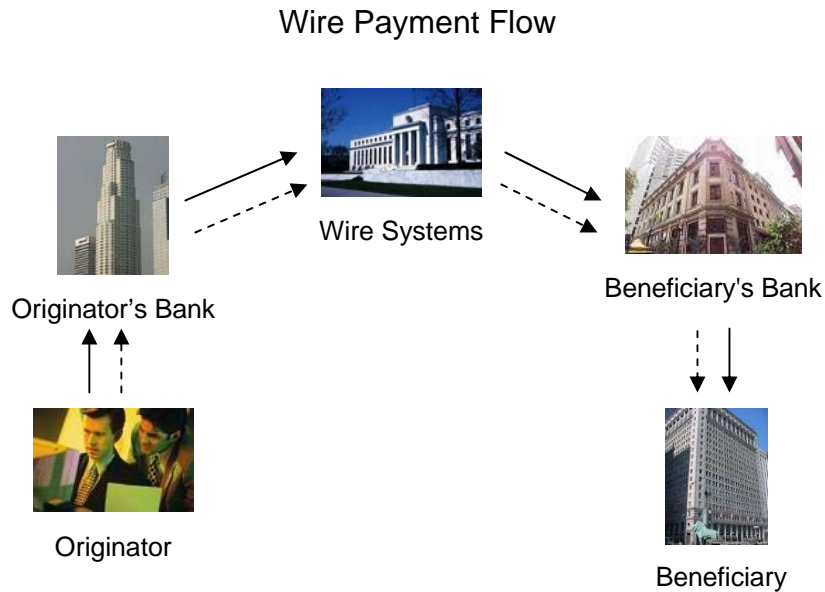 Wire Payment Flow
Wire Systems
Originator’s Bank
Beneficiary's Bank
Originator
Beneficiary